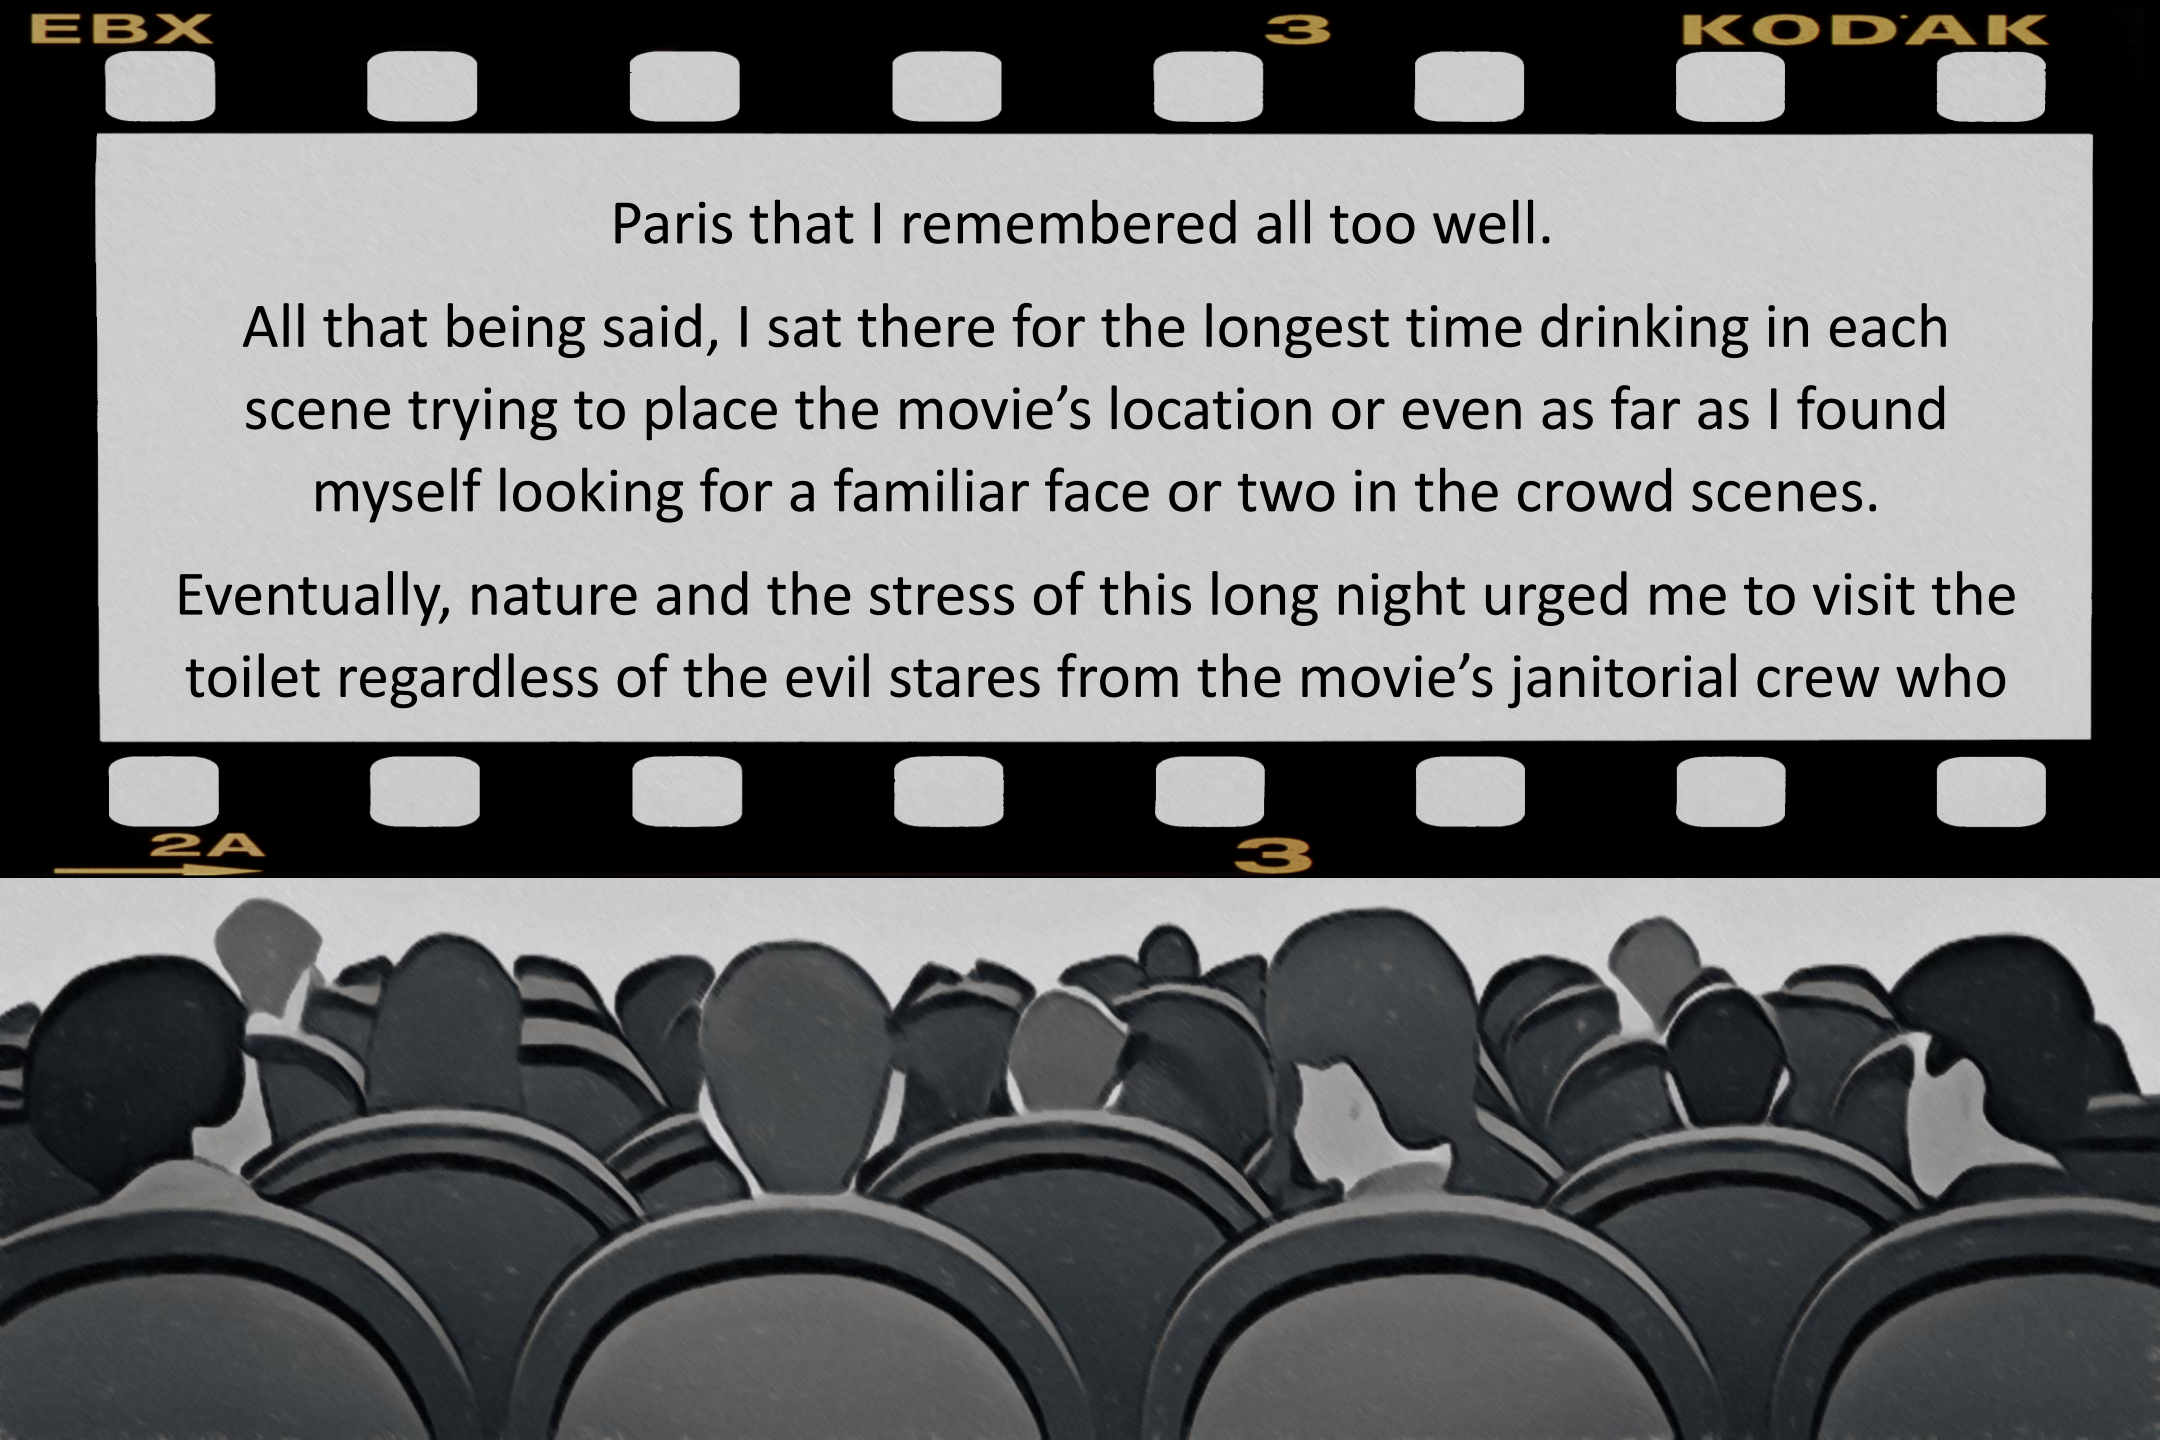 EBX 3 KODAK
Paris that I remembered all too well.
All that being said, I sat there for the longest time drinking in each
scene trying to place the movie’s location or even as far as I found
myself looking for a familiar face or two in the crowd scenes.
Eventually, nature and the stress of this long night urged me to visit the
toilet regardless of the evil stares from the movie’s janitorial crew who
2A 3